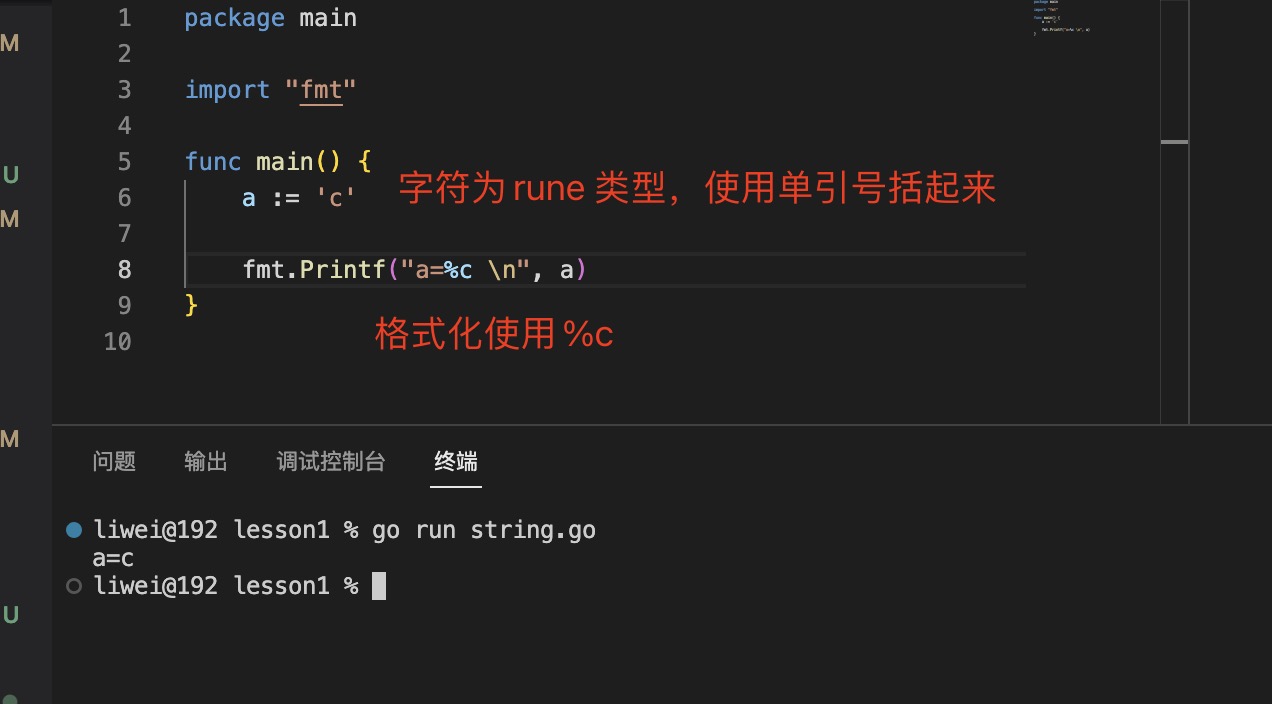 M
U
M
M
U
1 package main
2
3 import "fmt"
4
5 func main() {
6 a := 'c' 字符为 rune 类型，使用单引号括起来
7
8 fmt.Printf("a=%c \n", a)
9 }
10
格式化使用 %c
问题 输出 调试控制台 终端
liwei@192 lesson1 % go run string.go
a=c
liwei@192 lesson1 %